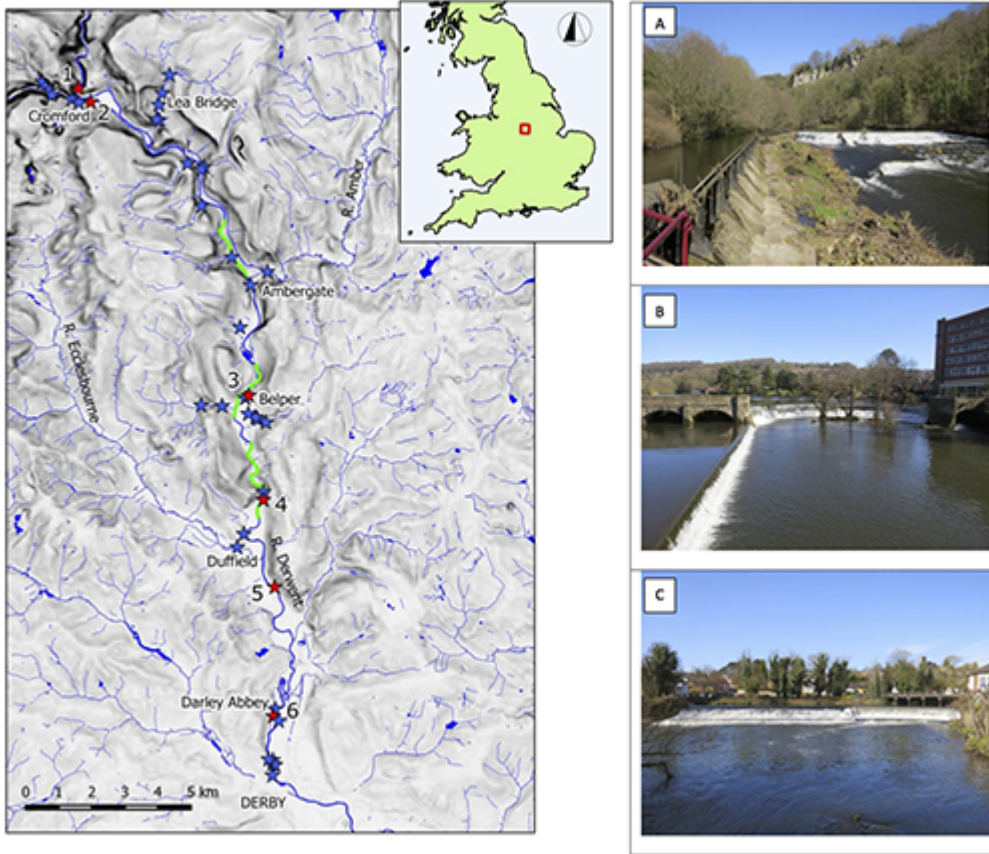 1
2
Cromford
Lea Bridge
R. Amber
Ambergate
R. Ecclesbourne
3
Belper
4
Duffield
R. Derwent
5
Darley Abbey
6
0 1 2 3 4 5 km
DERBY
A
B
C